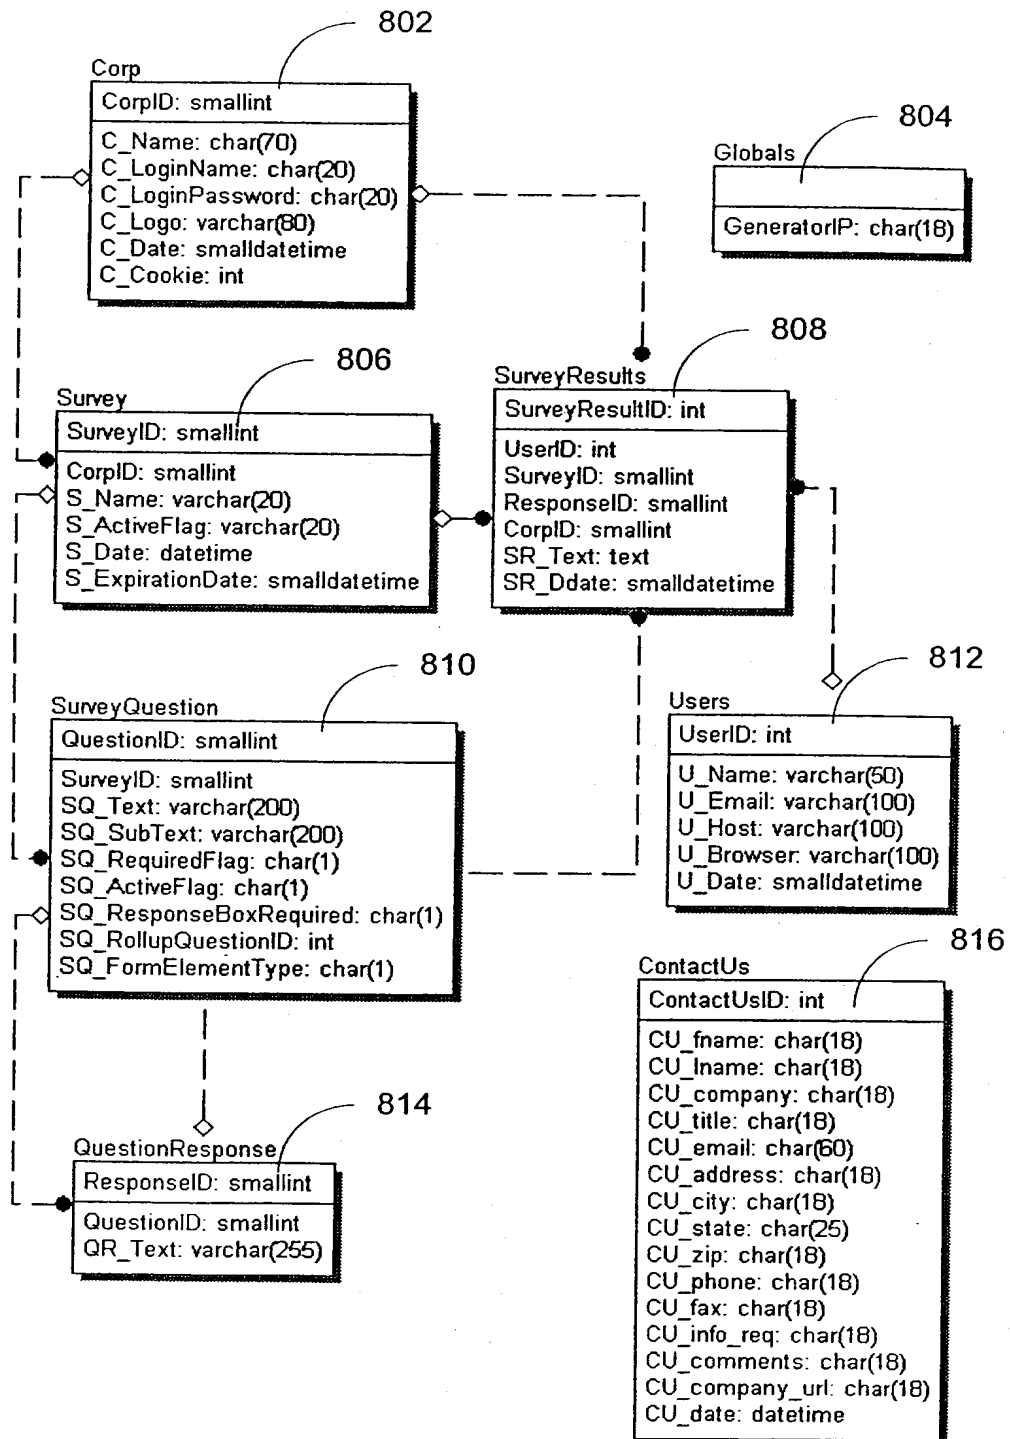 802
Corp
CorpID: smallint
C_Name: char(70)
C_LoginName: char(20)
C_LoginPassword: char(20)
C_Logo: varchar(80)
C_Date: smalldatetime
C_Cookie: int
804
Globals
GeneratorIP: char(18)
806
Survey
SurveyID: smallint
CorpID: smallint
S_Name: varchar(20)
S_ActiveFlag: varchar(20)
S_Date: datetime
S_ExpirationDate: smalldatetime
808
SurveyResults
SurveyResultID: int
UserID: int
SurveyID: smallint
ResponseID: smallint
CorpID: smallint
SR_Text: text
SR_Ddate: smalldatetime
810
SurveyQuestion
QuestionID: smallint
SurveyID: smallint
SQ_Text: varchar(200)
SQ_SubText: varchar(200)
SQ_RequiredFlag: char(1)
SQ_ActiveFlag: char(1)
SQ_ResponseBoxRequired: char(1)
SQ_RollupQuestionID: int
SQ_FormElementType: char(1)
812
Users
UserID: int
U_Name: varchar(50)
U_Email: varchar(100)
U_Host: varchar(100)
U_Browser: varchar(100)
U_Date: smalldatetime
814
QuestionResponse
ResponseID: smallint
QuestionID: smallint
QR_Text: varchar(255)
816
ContactUs
ContactUsID: int
CU_fname: char(18)
CU_lname: char(18)
CU_company: char(18)
CU_title: char(18)
CU_email: char(60)
CU_address: char(18)
CU_city: char(18)
CU_state: char(25)
CU_zip: char(18)
CU_phone: char(18)
CU_fax: char(18)
CU_info_req: char(18)
CU_comments: char(18)
CU_company_url: char(18)
CU_date: datetime